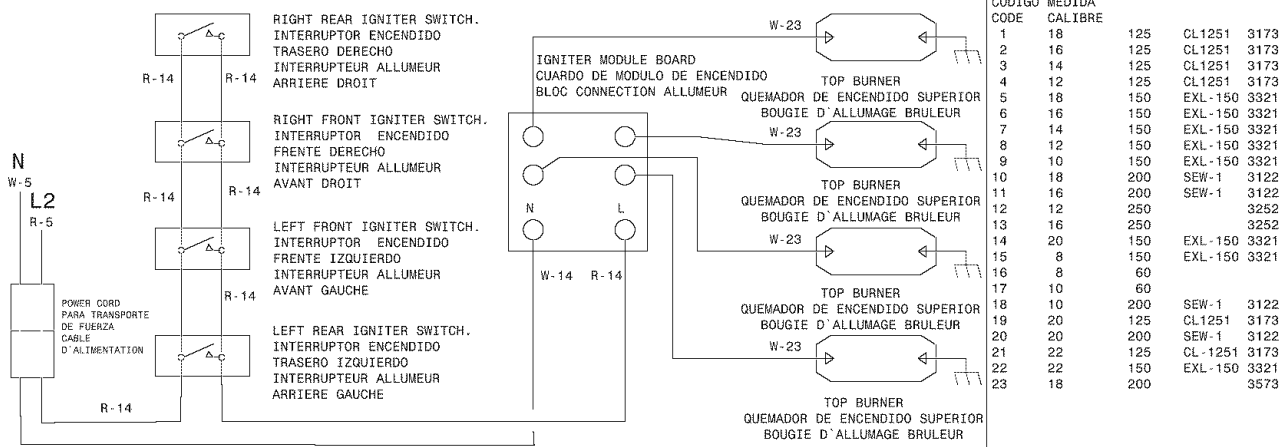 RIGHT REAR IGNITER SWITCH.
INTERRUPTOR ENCENDIDO
TRASERO DERECHO
INTERRUPTEUR ALLUMEUR
ARRIERE DROIT
R-14
R-14
RIGHT FRONT IGNITER SWITCH.
INTERRUPTOR ENCENDIDO
FRENTE DERECHO
INTERRUPTEUR ALLUMEUR
AVANT DROIT
R-14
R-14
N
W-5
L2
R-5
LEFT FRONT IGNITER SWITCH.
INTERRUPTOR ENCENDIDO
FRENTE IZQUIERDO
INTERRUPTEUR ALLUMEUR
AVANT GAUCHE
R-14
POWER CORD
PARA TRANSPORTE
DE FUERZA
CABLE
D'ALIMENTATION
LEFT REAR IGNITER SWITCH.
INTERRUPTOR ENCENDIDO
TRASERO IZQUIERDO
INTERRUPTEUR ALLUMEUR
ARRIERE GAUCHE
R-14
IGNITER MODULE BOARD
CUARDO DE MODULO DE ENCENDIDO
BLOC CONNECTION ALLUMEUR
N L
W-14 R-14
W-23
TOP BURNER
QUEMADOR DE ENCENDIDO SUPERIOR
BOUGIE D`ALLUMAGE BRULEUR
W-23
TOP BURNER
QUEMADOR DE ENCENDIDO SUPERIOR
BOUGIE D`ALLUMAGE BRULEUR
W-23
TOP BURNER
QUEMADOR DE ENCENDIDO SUPERIOR
BOUGIE D`ALLUMAGE BRULEUR
W-23
TOP BURNER
QUEMADOR DE ENCENDIDO SUPERIOR
BOUGIE D`ALLUMAGE BRULEUR
CODIGO MEDIDA
CODE CALIBRE
1 18 125 CL1251 3173
2 16 125 CL1251 3173
3 14 125 CL1251 3173
4 12 125 CL1251 3173
5 18 150 EXL-150 3321
6 16 150 EXL-150 3321
7 14 150 EXL-150 3321
8 12 150 EXL-150 3321
9 10 150 EXL-150 3321
10 18 200 SEW-1 3122
11 16 200 SEW-1 3122
12 12 250 3252
13 16 250 3252
14 20 150 EXL-150 3321
15 8 150 EXL-150 3321
16 8 60
17 10 60
18 10 200 SEW-1 3122
19 20 125 CL1251 3173
20 20 200 SEW-1 3122
21 22 125 CL-1251 3173
22 22 150 EXL-150 3321
23 18 200 3573